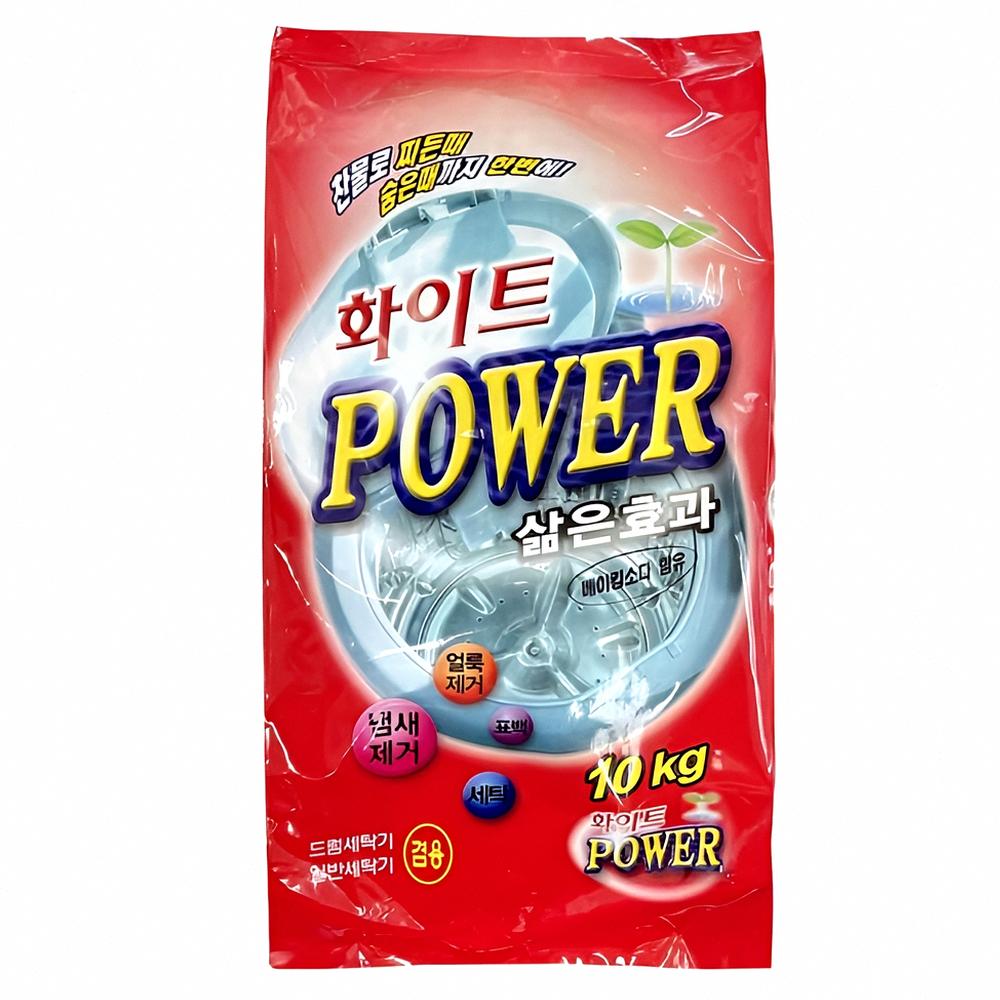 찬물로 찌든때
숨은때까지 한번에!
화이트
POWER
삶은효과
베이킹소다 함유
얼룩
제거
냄새
제거
표백
세탁
10 kg
화이트
POWER
드럼세탁기
일반세탁기
겸용